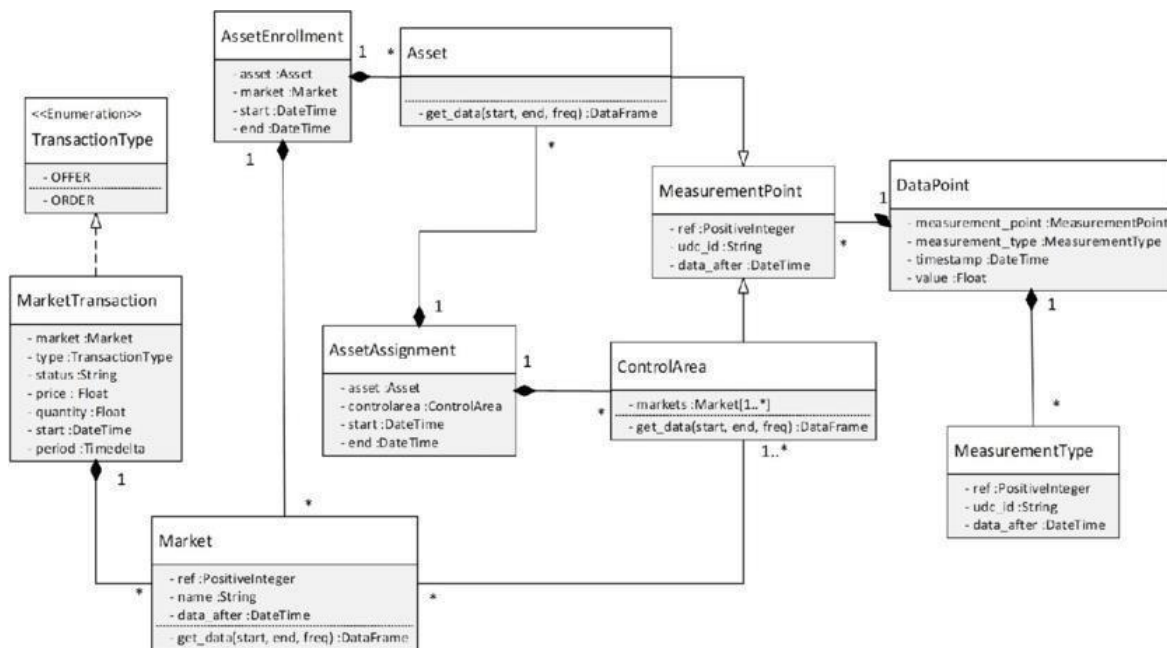 AssetEnrollment
- asset :Asset
- market :Market
- start :DateTime
- end :DateTime
1
*
Asset
- get_data(start, end, freq) :DataFrame
1
*
<<Enumeration>>
TransactionType
- OFFER
- ORDER
MeasurementPoint
- ref :PositiveInteger
- udc_id :String
- data_after :DateTime
1
*
DataPoint
- measurement_point :MeasurementPoint
- measurement_type :MeasurementType
- timestamp :DateTime
- value :Float
1
MarketTransaction
- market :Market
- type :TransactionType
- status :String
- price : Float
- quantity :Float
- start :DateTime
- period :Timedelta
1
1
AssetAssignment
- asset :Asset
- controlarea :ControlArea
- start :DateTime
- end :DateTime
1
*
ControlArea
- markets :Market[1..*]
- get_data(start, end, freq) :DataFrame
1..*
*
MeasurementType
- ref :PositiveInteger
- udc_id :String
- data_after :DateTime
*
Market
- ref :PositiveInteger
- name :String
- data_after :DateTime
- get_data(start, end, freq) :DataFrame
*
*